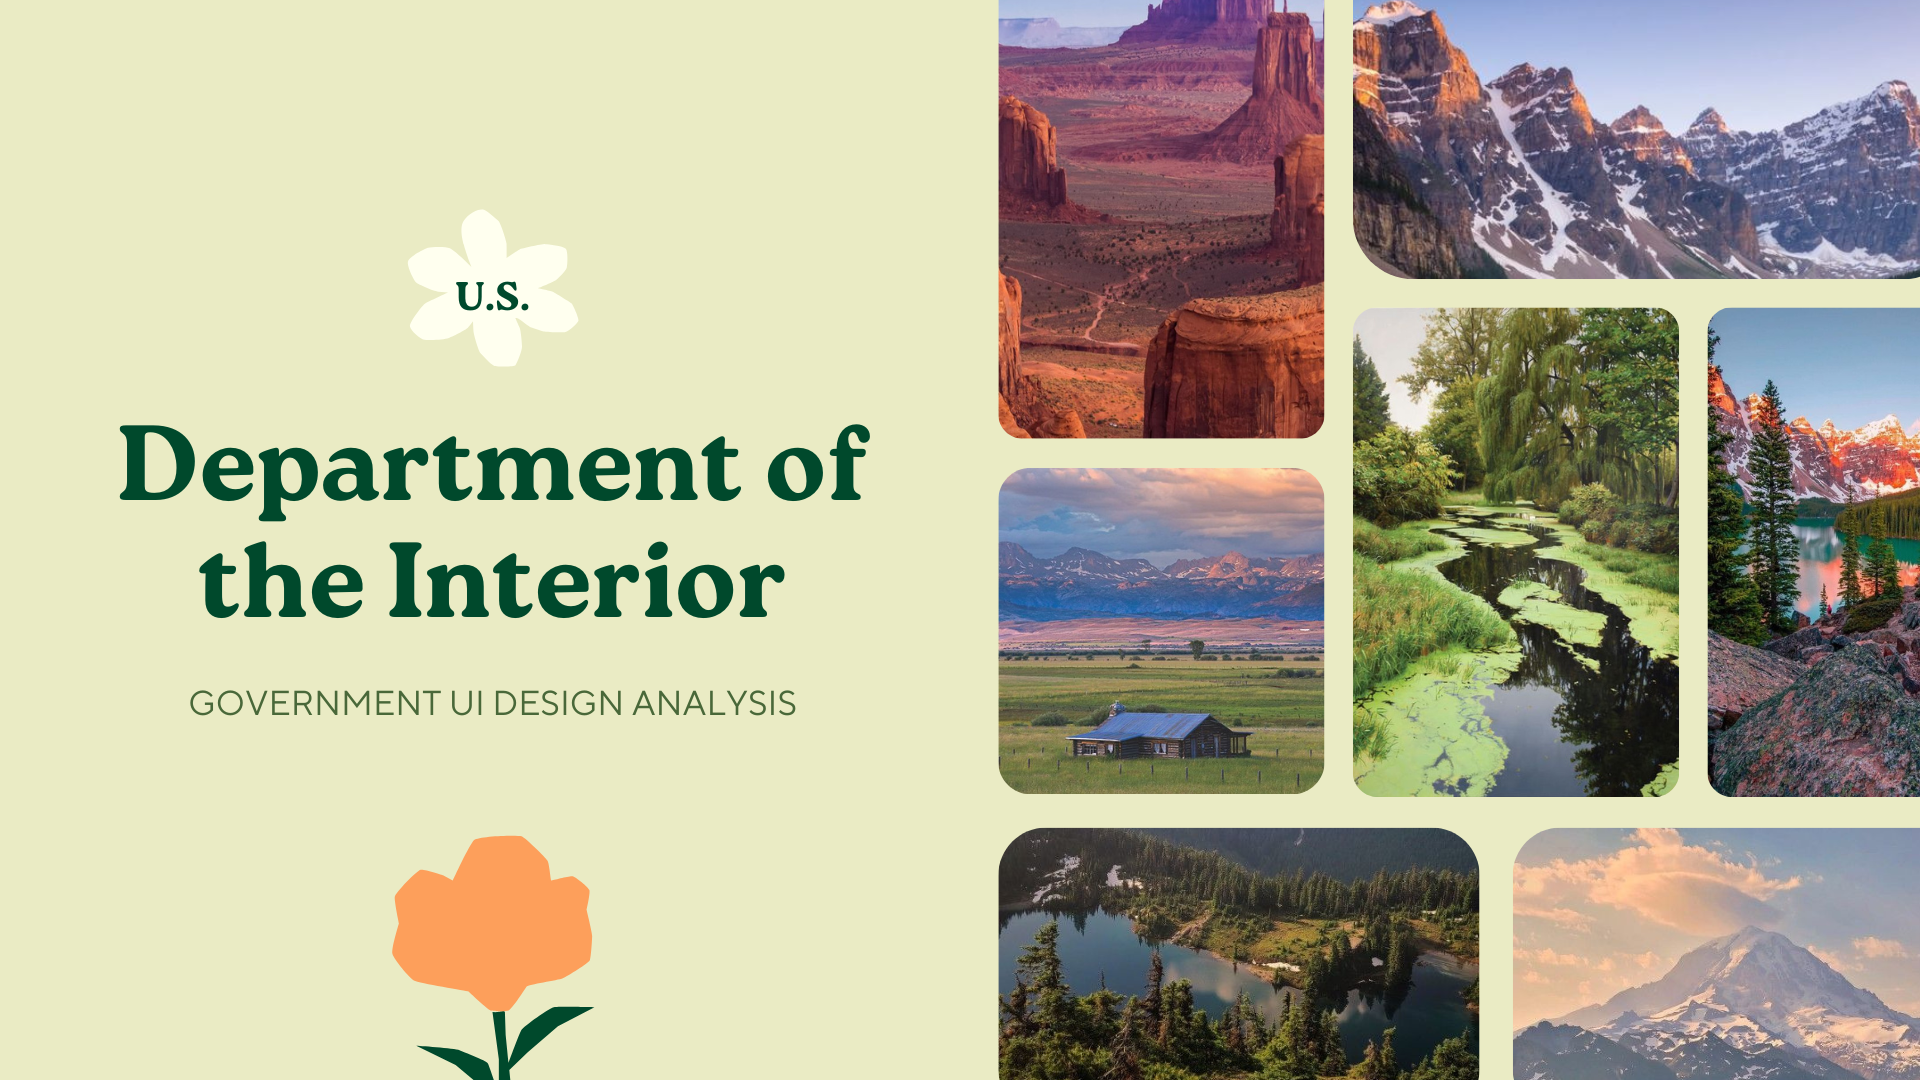 U.S.
Department of
the Interior
GOVERNMENT UI DESIGN ANALYSIS